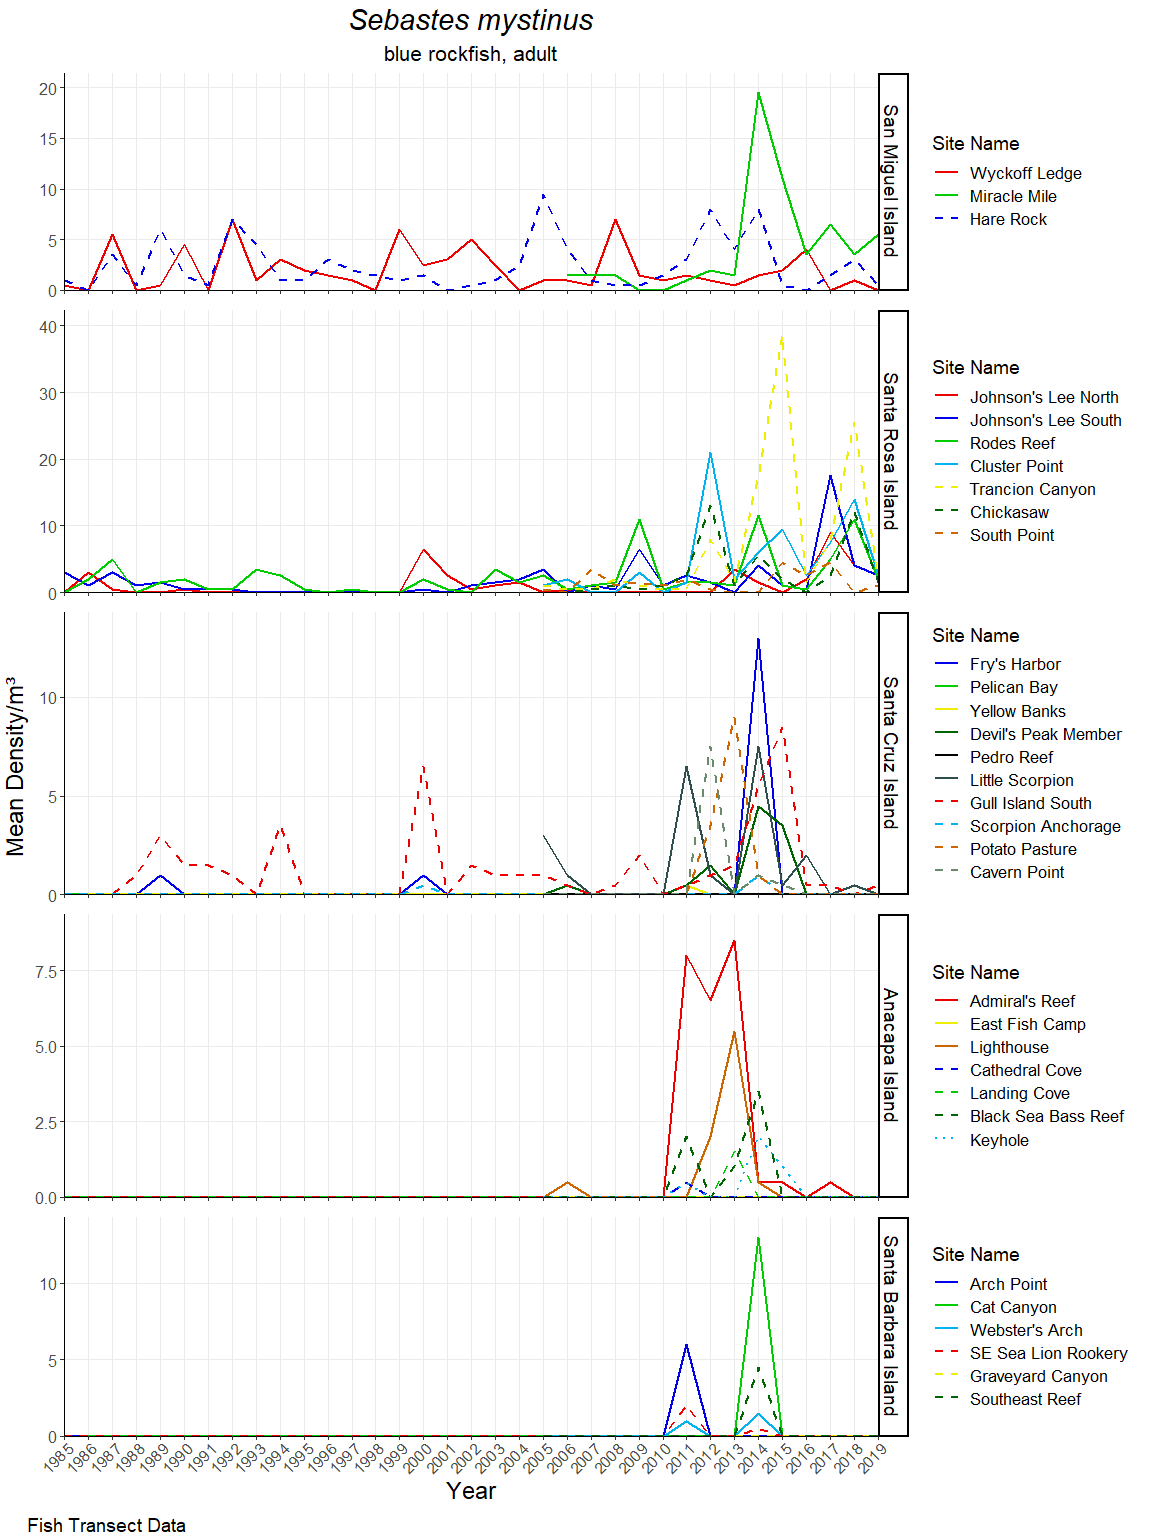 Sebastes mystinus
blue rockfish, adult
Mean Density/m³
20
15
10
5
0
San Miguel Island
Site Name
Wyckoff Ledge
Miracle Mile
Hare Rock
40
30
20
10
0
Santa Rosa Island
Site Name
Johnson's Lee North
Johnson's Lee South
Rodes Reef
Cluster Point
Trancion Canyon
Chickasaw
South Point
10
5
0
Santa Cruz Island
Site Name
Fry's Harbor
Pelican Bay
Yellow Banks
Devil's Peak Member
Pedro Reef
Little Scorpion
Gull Island South
Scorpion Anchorage
Potato Pasture
Cavern Point
7.5
5.0
2.5
0.0
Anacapa Island
Site Name
Admiral's Reef
East Fish Camp
Lighthouse
Cathedral Cove
Landing Cove
Black Sea Bass Reef
Keyhole
10
5
0
Santa Barbara Island
Site Name
Arch Point
Cat Canyon
Webster's Arch
SE Sea Lion Rookery
Graveyard Canyon
Southeast Reef
1985 1986 1987 1988 1989 1990 1991 1992 1993 1994 1995 1996 1997 1998 1999 2000 2001 2002 2003 2004 2005 2006 2007 2008 2009 2010 2011 2012 2013 2014 2015 2016 2017 2018 2019
Year
Fish Transect Data